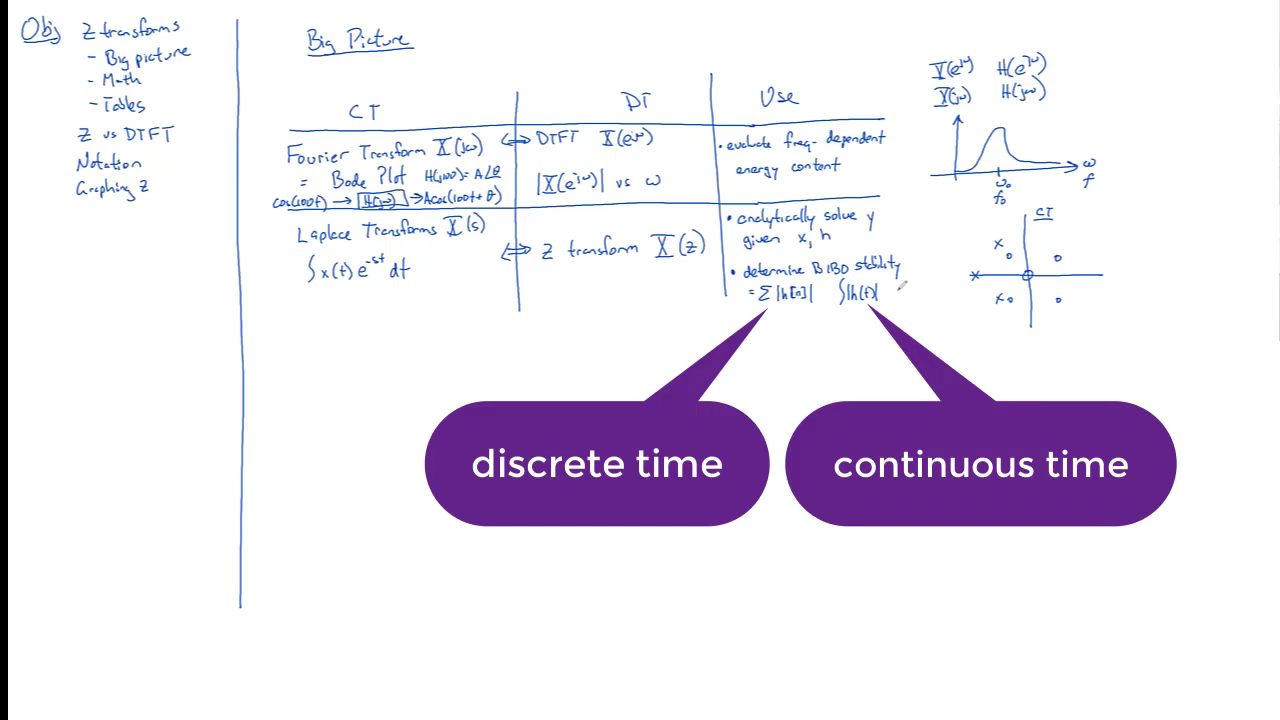 Obj Z transforms
- Big picture
- Math
- Tables
Z vs DTFT
Notation
Graphing Z
Big Picture
CT
DT
Use
Fourier Transform X(jω)
= Bode Plot H(j100) = A∠θ
cos(100t) → H(jω) → A cos(100t + θ)
↔ DTFT X(e^jω)
|X(e^jω)| vs ω
• evaluate freq-dependent
energy content
Laplace Transforms X(s)
∫x(t) e^-st dt
↔ Z transform X(z)
• analytically solve y
given x, h
• determine BIBO stability
= Σ|h[n]| ∫|h(t)|
X(e^jω) H(e^jω)
X(jω) H(jω)
ω
ω₀ f
f₀
CT
discrete time
continuous time